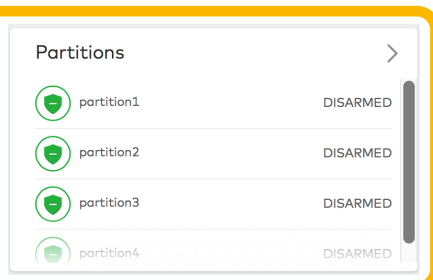 Partitions
partition1 DISARMED
partition2 DISARMED
partition3 DISARMED
partition4 DISARMED